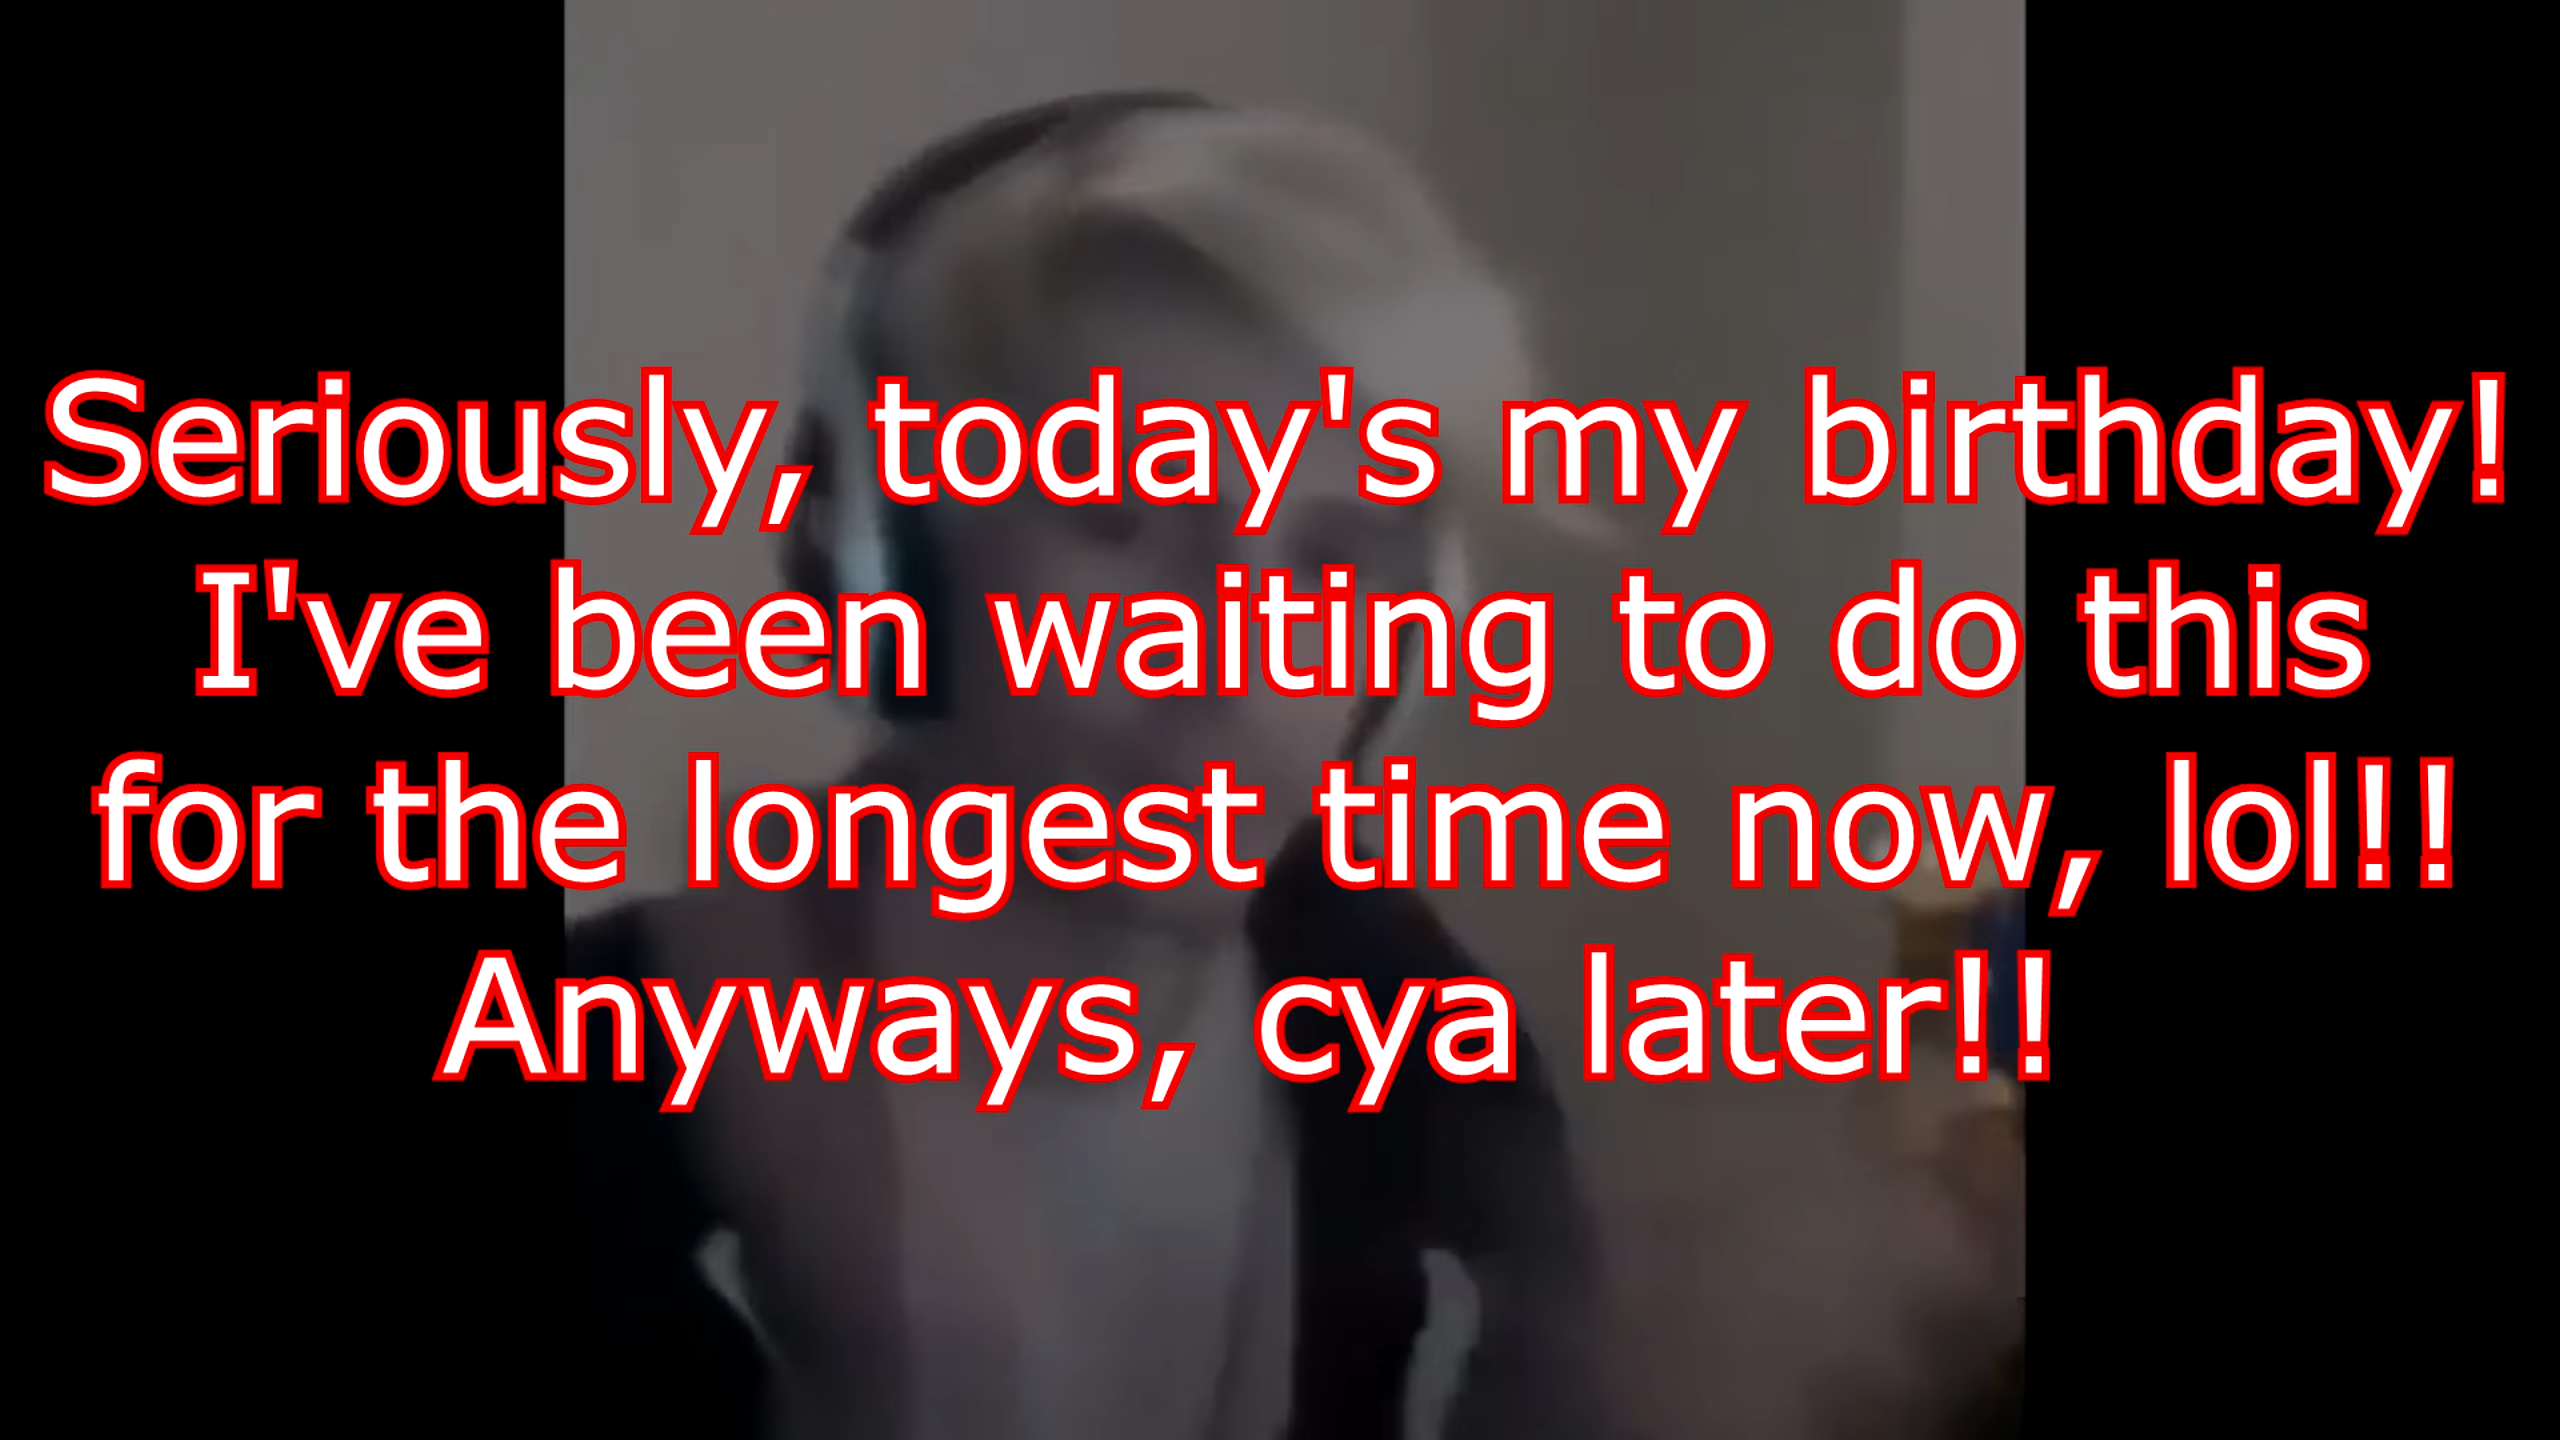 Seriously, today's my birthday!
I've been waiting to do this
for the longest time now, lol!!
Anyways, cya later!!